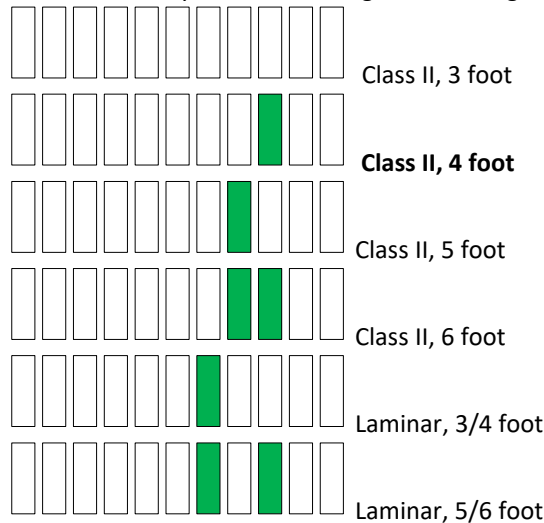 Class II, 3 foot
Class II, 4 foot
Class II, 5 foot
Class II, 6 foot
Laminar, 3/4 foot
Laminar, 5/6 foot